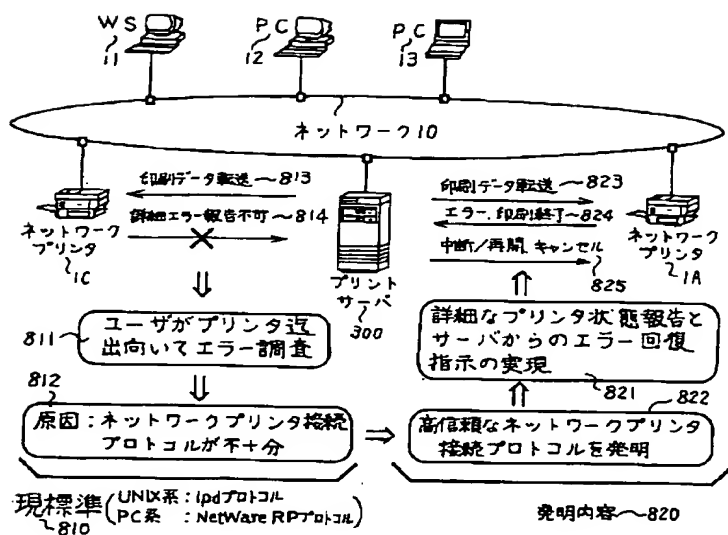 WS
11
PC
12
PC
13
ネットワーク10
印刷データ転送～813
詳細エラー報告不可～814
ネットワーク
プリンタ
1C
プリント
サーバ
300
印刷データ転送～823
エラー、印刷終了～824
中断/再開、キャンセル
825
ネットワーク
プリンタ
1A
811
ユーザがプリンタ迄
出向いてエラー調査
812
原因：ネットワークプリンタ接続
プロトコルが不十分
詳細なプリンタ状態報告と
サーバからのエラー回復
指示の実現
821
822
高信頼なネットワークプリンタ
接続プロトコルを発明
現標準
810
UNIX系：lpdプロトコル
PC系　：NetWare RPプロトコル
発明内容～820